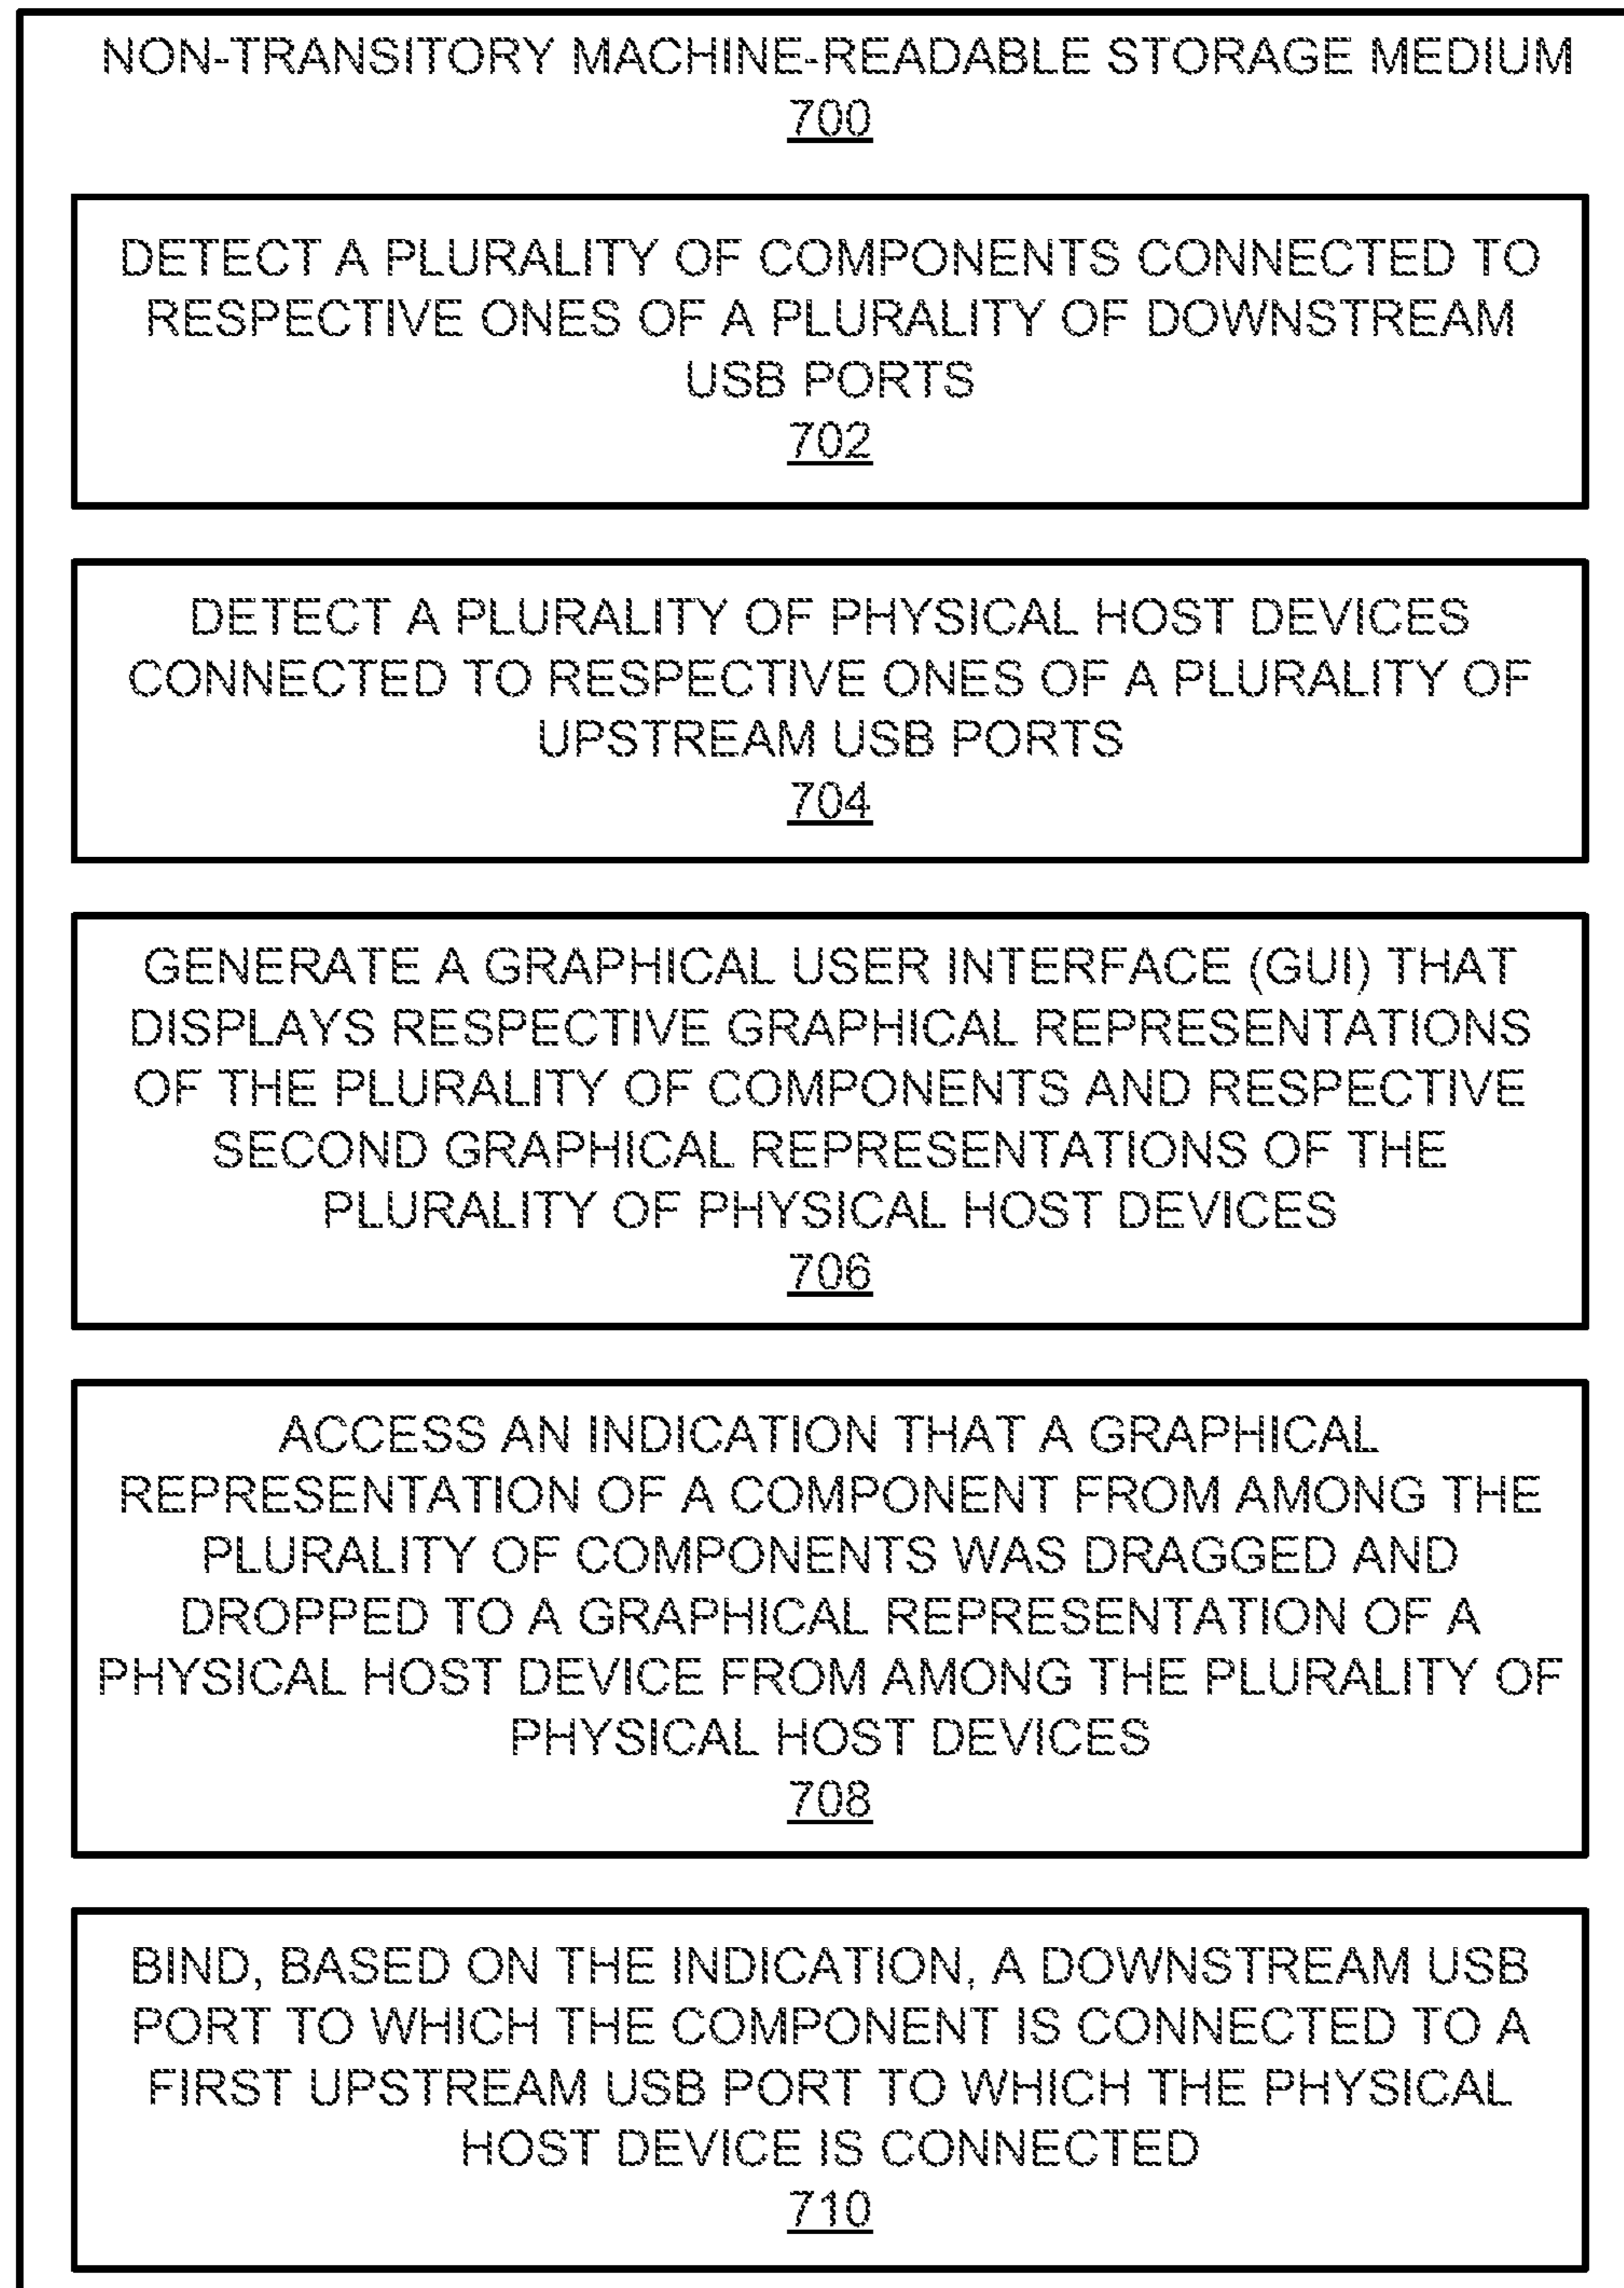 NON-TRANSITORY MACHINE-READABLE STORAGE MEDIUM
700
DETECT A PLURALITY OF COMPONENTS CONNECTED TO
RESPECTIVE ONES OF A PLURALITY OF DOWNSTREAM
USB PORTS
702
DETECT A PLURALITY OF PHYSICAL HOST DEVICES
CONNECTED TO RESPECTIVE ONES OF A PLURALITY OF
UPSTREAM USB PORTS
704
GENERATE A GRAPHICAL USER INTERFACE (GUI) THAT
DISPLAYS RESPECTIVE GRAPHICAL REPRESENTATIONS
OF THE PLURALITY OF COMPONENTS AND RESPECTIVE
SECOND GRAPHICAL REPRESENTATIONS OF THE
PLURALITY OF PHYSICAL HOST DEVICES
706
ACCESS AN INDICATION THAT A GRAPHICAL
REPRESENTATION OF A COMPONENT FROM AMONG THE
PLURALITY OF COMPONENTS WAS DRAGGED AND
DROPPED TO A GRAPHICAL REPRESENTATION OF A
PHYSICAL HOST DEVICE FROM AMONG THE PLURALITY OF
PHYSICAL HOST DEVICES
708
BIND, BASED ON THE INDICATION, A DOWNSTREAM USB
PORT TO WHICH THE COMPONENT IS CONNECTED TO A
FIRST UPSTREAM USB PORT TO WHICH THE PHYSICAL
HOST DEVICE IS CONNECTED
710